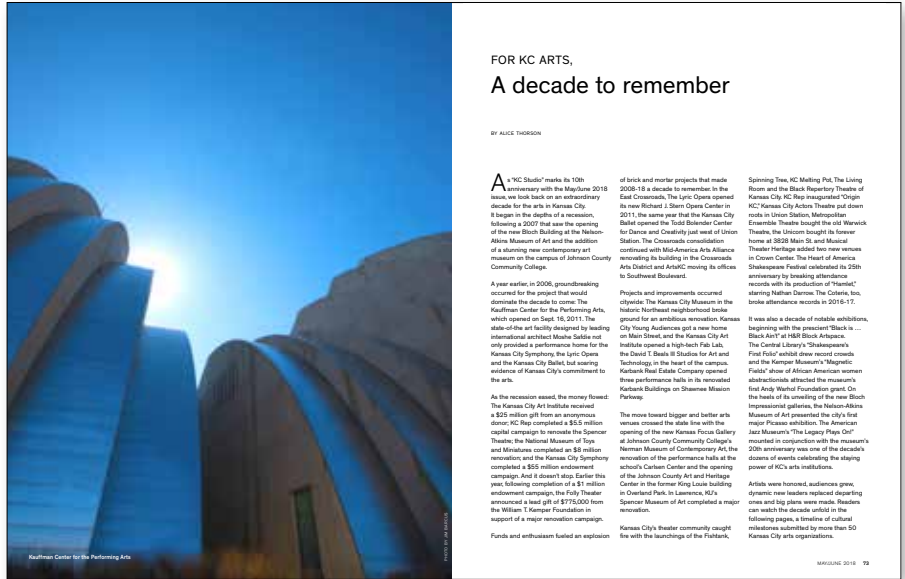 Kauffman Center for the Performing Arts
PHOTO BY JIM BARCUS
FOR KC ARTS,
A decade to remember
BY ALICE THORSON
As “KC Studio” marks its 10th
anniversary with the May/June 2018
issue, we look back on an extraordinary
decade for the arts in Kansas City.
It began in the depths of a recession,
following a 2007 that saw the opening
of the new Bloch Building at the Nelson-
Atkins Museum of Art and the addition
of a stunning new contemporary art
museum on the campus of Johnson County
Community College.
A year earlier, in 2006, groundbreaking
occurred for the project that would
dominate the decade to come: The
Kauffman Center for the Performing Arts,
which opened on Sept. 16, 2011. The
state-of-the art facility designed by leading
international architect Moshe Safdie not
only provided a performance home for the
Kansas City Symphony, the Lyric Opera
and the Kansas City Ballet, but soaring
evidence of Kansas City’s commitment to
the arts.
As the recession eased, the money flowed:
The Kansas City Art Institute received
a $25 million gift from an anonymous
donor; KC Rep completed a $5.5 million
capital campaign to renovate the Spencer
Theatre; the National Museum of Toys
and Miniatures completed an $8 million
renovation; and the Kansas City Symphony
completed a $55 million endowment
campaign. And it doesn’t stop. Earlier this
year, following completion of a $1 million
endowment campaign, the Folly Theater
announced a lead gift of $775,000 from
the William T. Kemper Foundation in
support of a major renovation campaign.
Funds and enthusiasm fueled an explosion
of brick and mortar projects that made
2008-18 a decade to remember. In the
East Crossroads, The Lyric Opera opened
its new Richard J. Stern Opera Center in
2011, the same year that the Kansas City
Ballet opened the Todd Bolender Center
for Dance and Creativity just west of Union
Station. The Crossroads consolidation
continued with Mid-America Arts Alliance
renovating its building in the Crossroads
Arts District and ArtsKC moving its offices
to Southwest Boulevard.
Projects and improvements occurred
citywide: The Kansas City Museum in the
historic Northeast neighborhood broke
ground for an ambitious renovation. Kansas
City Young Audiences got a new home
on Main Street, and the Kansas City Art
Institute opened a high-tech Fab Lab,
the David T. Beals III Studios for Art and
Technology, in the heart of the campus.
Karbank Real Estate Company opened
three performance halls in its renovated
Karbank Buildings on Shawnee Mission
Parkway.
The move toward bigger and better arts
venues crossed the state line with the
opening of the new Kansas Focus Gallery
at Johnson County Community College’s
Nerman Museum of Contemporary Art, the
renovation of the performance halls at the
school’s Carlsen Center and the opening
of the Johnson County Art and Heritage
Center in the former King Louie building
in Overland Park. In Lawrence, KU’s
Spencer Museum of Art completed a major
renovation.
Kansas City’s theater community caught
fire with the launchings of the Fishtank,
Spinning Tree, KC Melting Pot, The Living
Room and the Black Repertory Theatre of
Kansas City. KC Rep inaugurated “Origin
KC,” Kansas City Actors Theatre put down
roots in Union Station, Metropolitan
Ensemble Theatre bought the old Warwick
Theatre, the Unicorn bought its forever
home at 3828 Main St. and Musical
Theater Heritage added two new venues
in Crown Center. The Heart of America
Shakespeare Festival celebrated its 25th
anniversary by breaking attendance
records with its production of “Hamlet,”
starring Nathan Darrow. The Coterie, too,
broke attendance records in 2016-17.
It was also a decade of notable exhibitions,
beginning with the prescient “Black is …
Black Ain’t” at H&R Block Artspace.
The Central Library’s “Shakespeare’s
First Folio” exhibit drew record crowds
and the Kemper Museum’s “Magnetic
Fields” show of African American women
abstractionists attracted the museum’s
first Andy Warhol Foundation grant. On
the heels of its unveiling of the new Bloch
Impressionist galleries, the Nelson-Atkins
Museum of Art presented the city’s first
major Picasso exhibition. The American
Jazz Museum’s “The Legacy Plays On!”
mounted in conjunction with the museum’s
20th anniversary was one of the decade’s
dozens of events celebrating the staying
power of KC’s arts institutions.
Artists were honored, audiences grew,
dynamic new leaders replaced departing
ones and big plans were made. Readers
can watch the decade unfold in the
following pages, a timeline of cultural
milestones submitted by more than 50
Kansas City arts organizations.
MAY/JUNE 2018 73